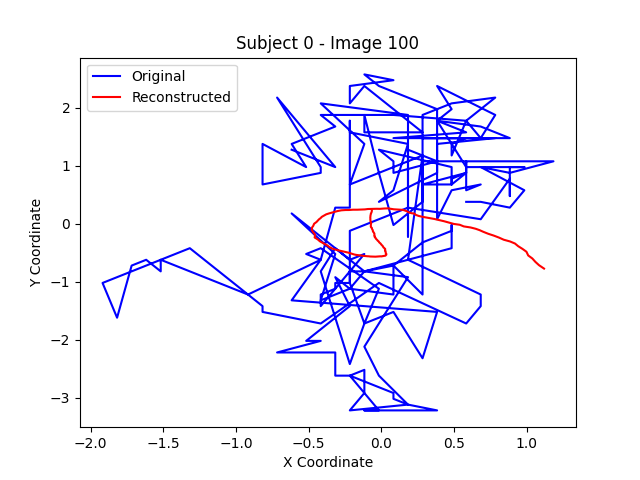 Subject 0 - Image 100
Original
Reconstructed
Y Coordinate
2
1
0
−1
−2
−3
−2.0 −1.5 −1.0 −0.5 0.0 0.5 1.0
X Coordinate